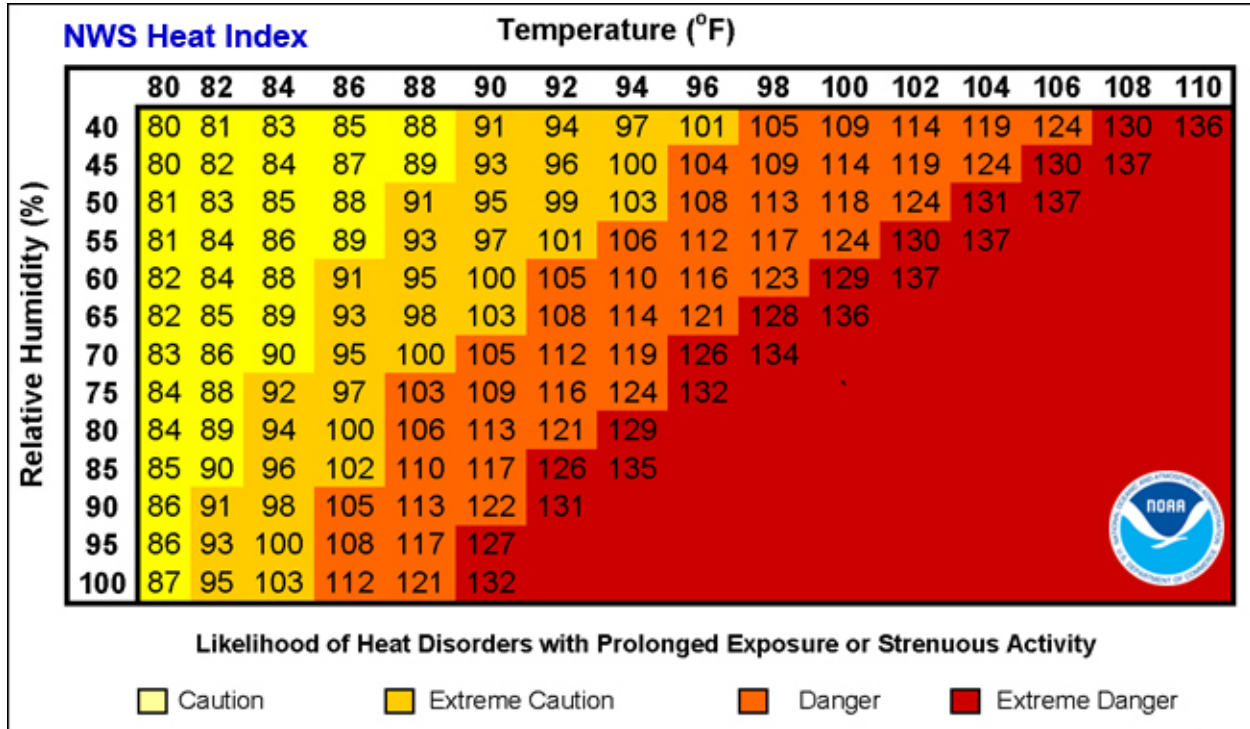 NWS Heat Index
Temperature (°F)
80 82 84 86 88 90 92 94 96 98 100 102 104 106 108 110
Relative Humidity (%)
40 80 81 83 85 88 91 94 97 101 105 109 114 119 124 130 136
45 80 82 84 87 89 93 96 100 104 109 114 119 124 130 137
50 81 83 85 88 91 95 99 103 108 113 118 124 131 137
55 81 84 86 89 93 97 101 106 112 117 124 130 137
60 82 84 88 91 95 100 105 110 116 123 129 137
65 82 85 89 93 98 103 108 114 121 128 136
70 83 86 90 95 100 105 112 119 126 134
75 84 88 92 97 103 109 116 124 132
80 84 89 94 100 106 113 121 129
85 85 90 96 102 110 117 126 135
90 86 91 98 105 113 122 131
95 86 93 100 108 117 127
100 87 95 103 112 121 132
NATIONAL OCEANIC AND ATMOSPHERIC ADMINISTRATION
NOAA
U.S. DEPARTMENT OF COMMERCE
Likelihood of Heat Disorders with Prolonged Exposure or Strenuous Activity
Caution Extreme Caution Danger Extreme Danger